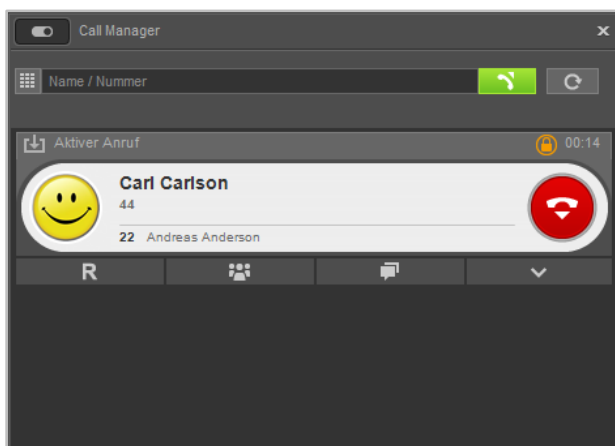 Call Manager
Name / Nummer
Aktiver Anruf 00:14
Carl Carlson
44
22 Andreas Anderson
R